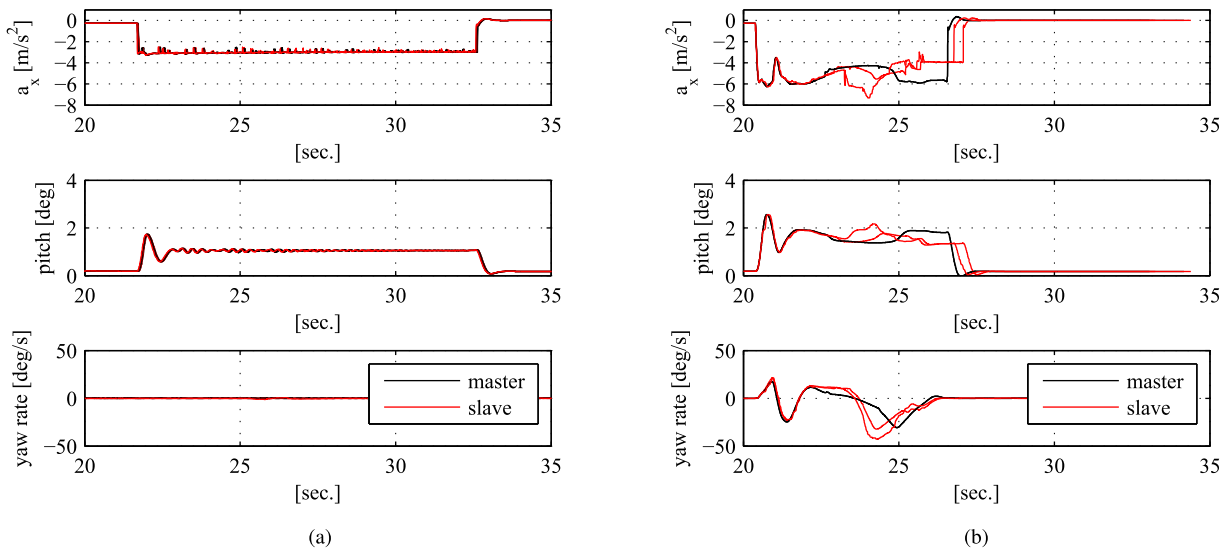 0
−2
−4
−6
−8
a_x [m/s²]
20 25 30 35
[sec.]
4
2
0
pitch [deg]
20 25 30 35
[sec.]
50
0
−50
yaw rate [deg/s]
master
slave
20 25 30 35
[sec.]
(a)
0
−2
−4
−6
−8
a_x [m/s²]
20 25 30 35
[sec.]
4
2
0
pitch [deg]
20 25 30 35
[sec.]
50
0
−50
yaw rate [deg/s]
master
slave
20 25 30 35
[sec.]
(b)